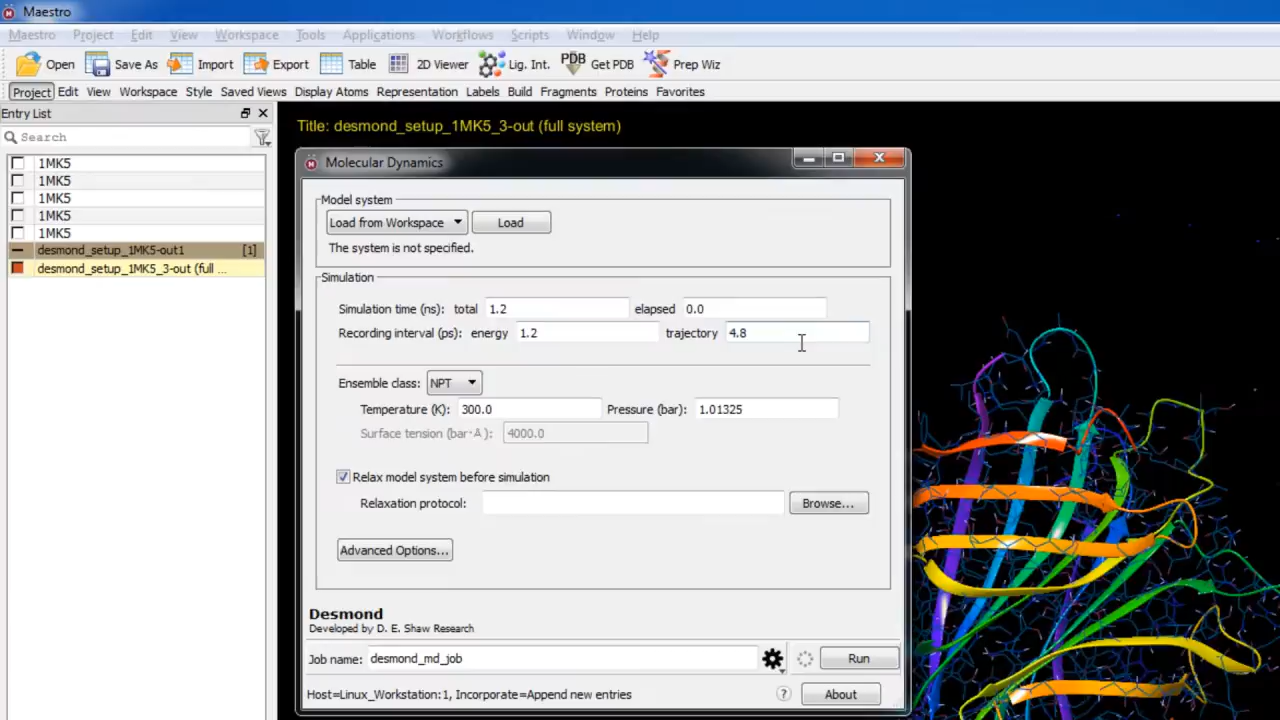 Maestro
Maestro Project Edit View Workspace Tools Applications Workflows Scripts Window Help
Open Save As Import Export Table 2D Viewer Lig. Int. PDB Get PDB Prep Wiz
Project Edit View Workspace Style Saved Views Display Atoms Representation Labels Build Fragments Proteins Favorites
Entry List
Search
1MK5
1MK5
1MK5
1MK5
1MK5
desmond_setup_1MK5-out1 [1]
desmond_setup_1MK5_3-out (full ...
Title: desmond_setup_1MK5_3-out (full system)
Molecular Dynamics
Model system
Load from Workspace Load
The system is not specified.
Simulation
Simulation time (ns): total 1.2 elapsed 0.0
Recording interval (ps): energy 1.2 trajectory 4.8
Ensemble class: NPT
Temperature (K): 300.0 Pressure (bar): 1.01325
Surface tension (bar·Å): 4000.0
Relax model system before simulation
Relaxation protocol: Browse...
Advanced Options...
Desmond
Developed by D. E. Shaw Research
Job name: desmond_md_job Run
Host=Linux_Workstation:1, Incorporate=Append new entries ? About